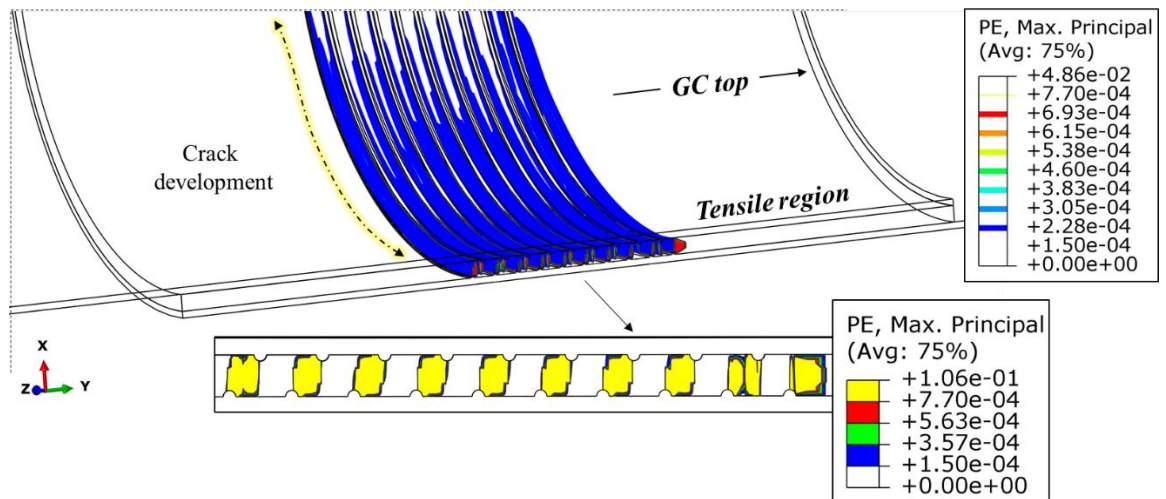 PE, Max. Principal
(Avg: 75%)
+4.86e-02
+7.70e-04
+6.93e-04
+6.15e-04
+5.38e-04
+4.60e-04
+3.83e-04
+3.05e-04
+2.28e-04
+1.50e-04
+0.00e+00
GC top
Crack
development
Tensile region
X
Z
Y
PE, Max. Principal
(Avg: 75%)
+1.06e-01
+7.70e-04
+5.63e-04
+3.57e-04
+1.50e-04
+0.00e+00